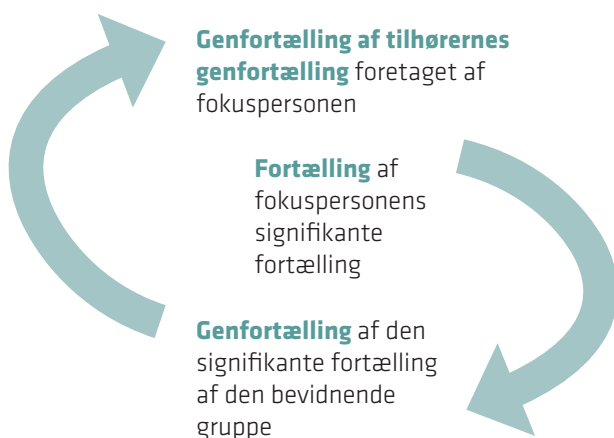 Genfortælling af tilhørernes
genfortælling foretaget af
fokuspersonen
Fortælling af
fokuspersonens
signifikante
fortælling
Genfortælling af den
signifikante fortælling
af den bevidnende
gruppe